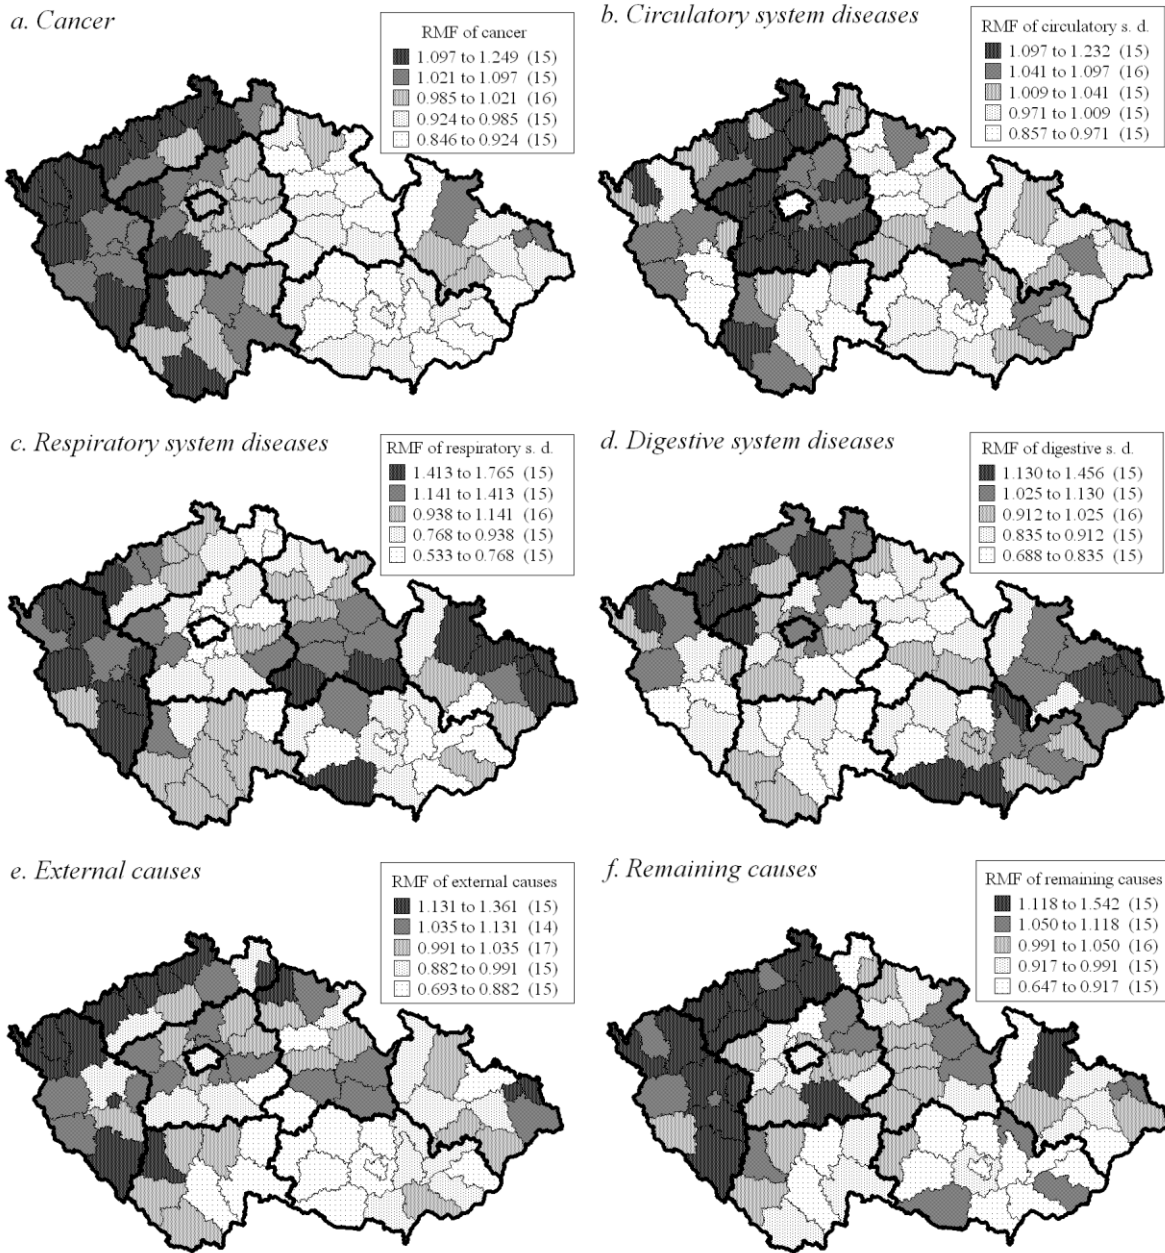 a. Cancer
RMF of cancer
1.097 to 1.249 (15)
1.021 to 1.097 (15)
0.985 to 1.021 (16)
0.924 to 0.985 (15)
0.846 to 0.924 (15)
b. Circulatory system diseases
RMF of circulatory s. d.
1.097 to 1.232 (15)
1.041 to 1.097 (16)
1.009 to 1.041 (15)
0.971 to 1.009 (15)
0.857 to 0.971 (15)
c. Respiratory system diseases
RMF of respiratory s. d.
1.413 to 1.765 (15)
1.141 to 1.413 (15)
0.938 to 1.141 (16)
0.768 to 0.938 (15)
0.533 to 0.768 (15)
d. Digestive system diseases
RMF of digestive s. d.
1.130 to 1.456 (15)
1.025 to 1.130 (15)
0.912 to 1.025 (16)
0.835 to 0.912 (15)
0.688 to 0.835 (15)
e. External causes
RMF of external causes
1.131 to 1.361 (15)
1.035 to 1.131 (14)
0.991 to 1.035 (17)
0.882 to 0.991 (15)
0.693 to 0.882 (15)
f. Remaining causes
RMF of remaining causes
1.118 to 1.542 (15)
1.050 to 1.118 (15)
0.991 to 1.050 (16)
0.917 to 0.991 (15)
0.647 to 0.917 (15)